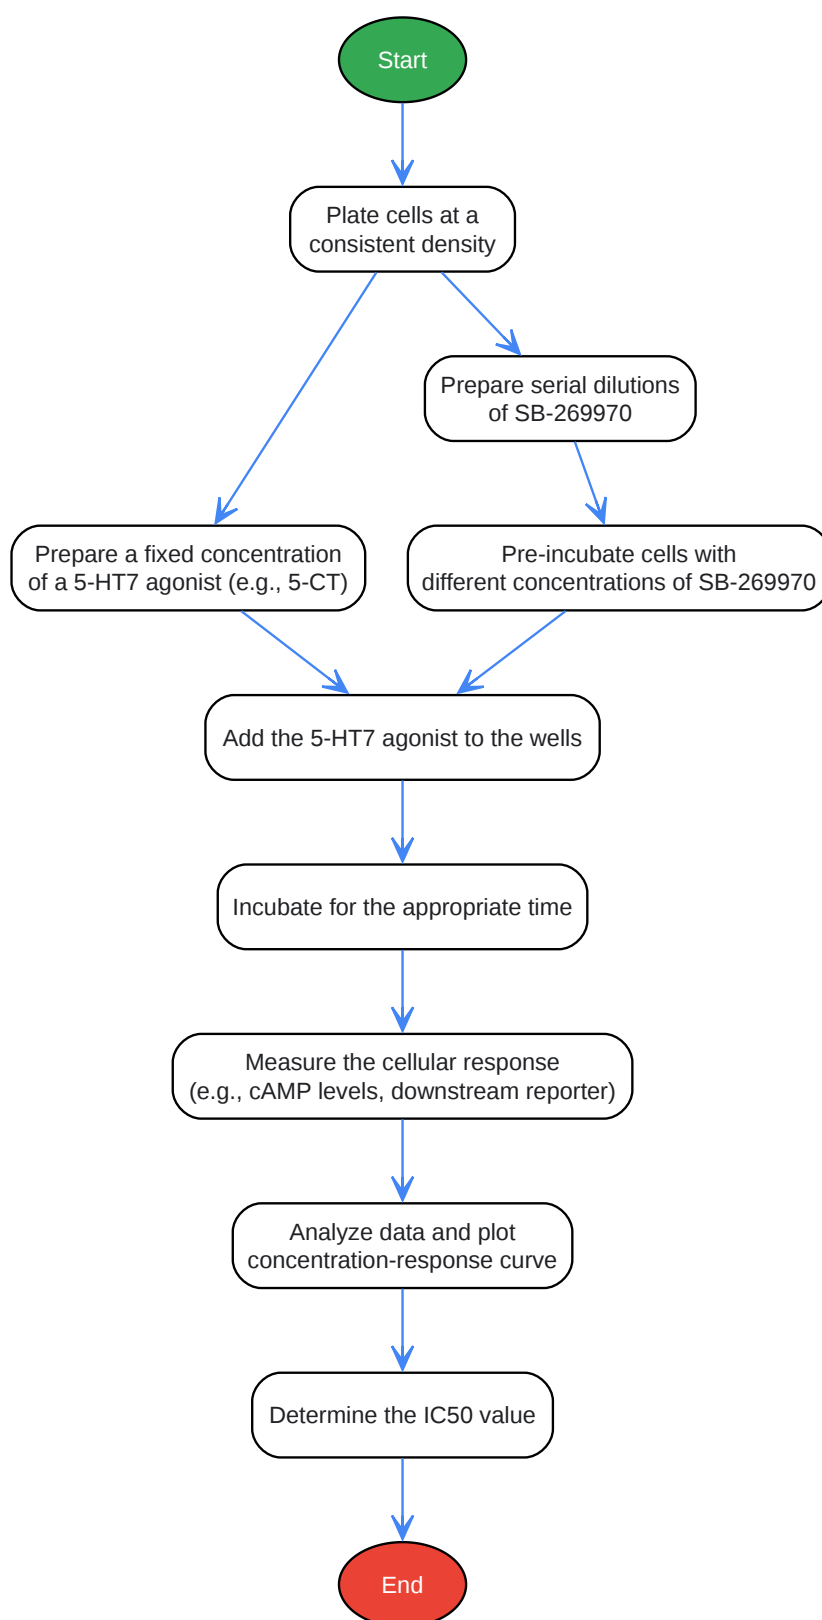 Start
Plate cells at a
consistent density
Prepare serial dilutions
of SB-269970
Prepare a fixed concentration
of a 5-HT7 agonist (e.g., 5-CT)
Pre-incubate cells with
different concentrations of SB-269970
Add the 5-HT7 agonist to the wells
Incubate for the appropriate time
Measure the cellular response
(e.g., cAMP levels, downstream reporter)
Analyze data and plot
concentration-response curve
Determine the IC50 value
End